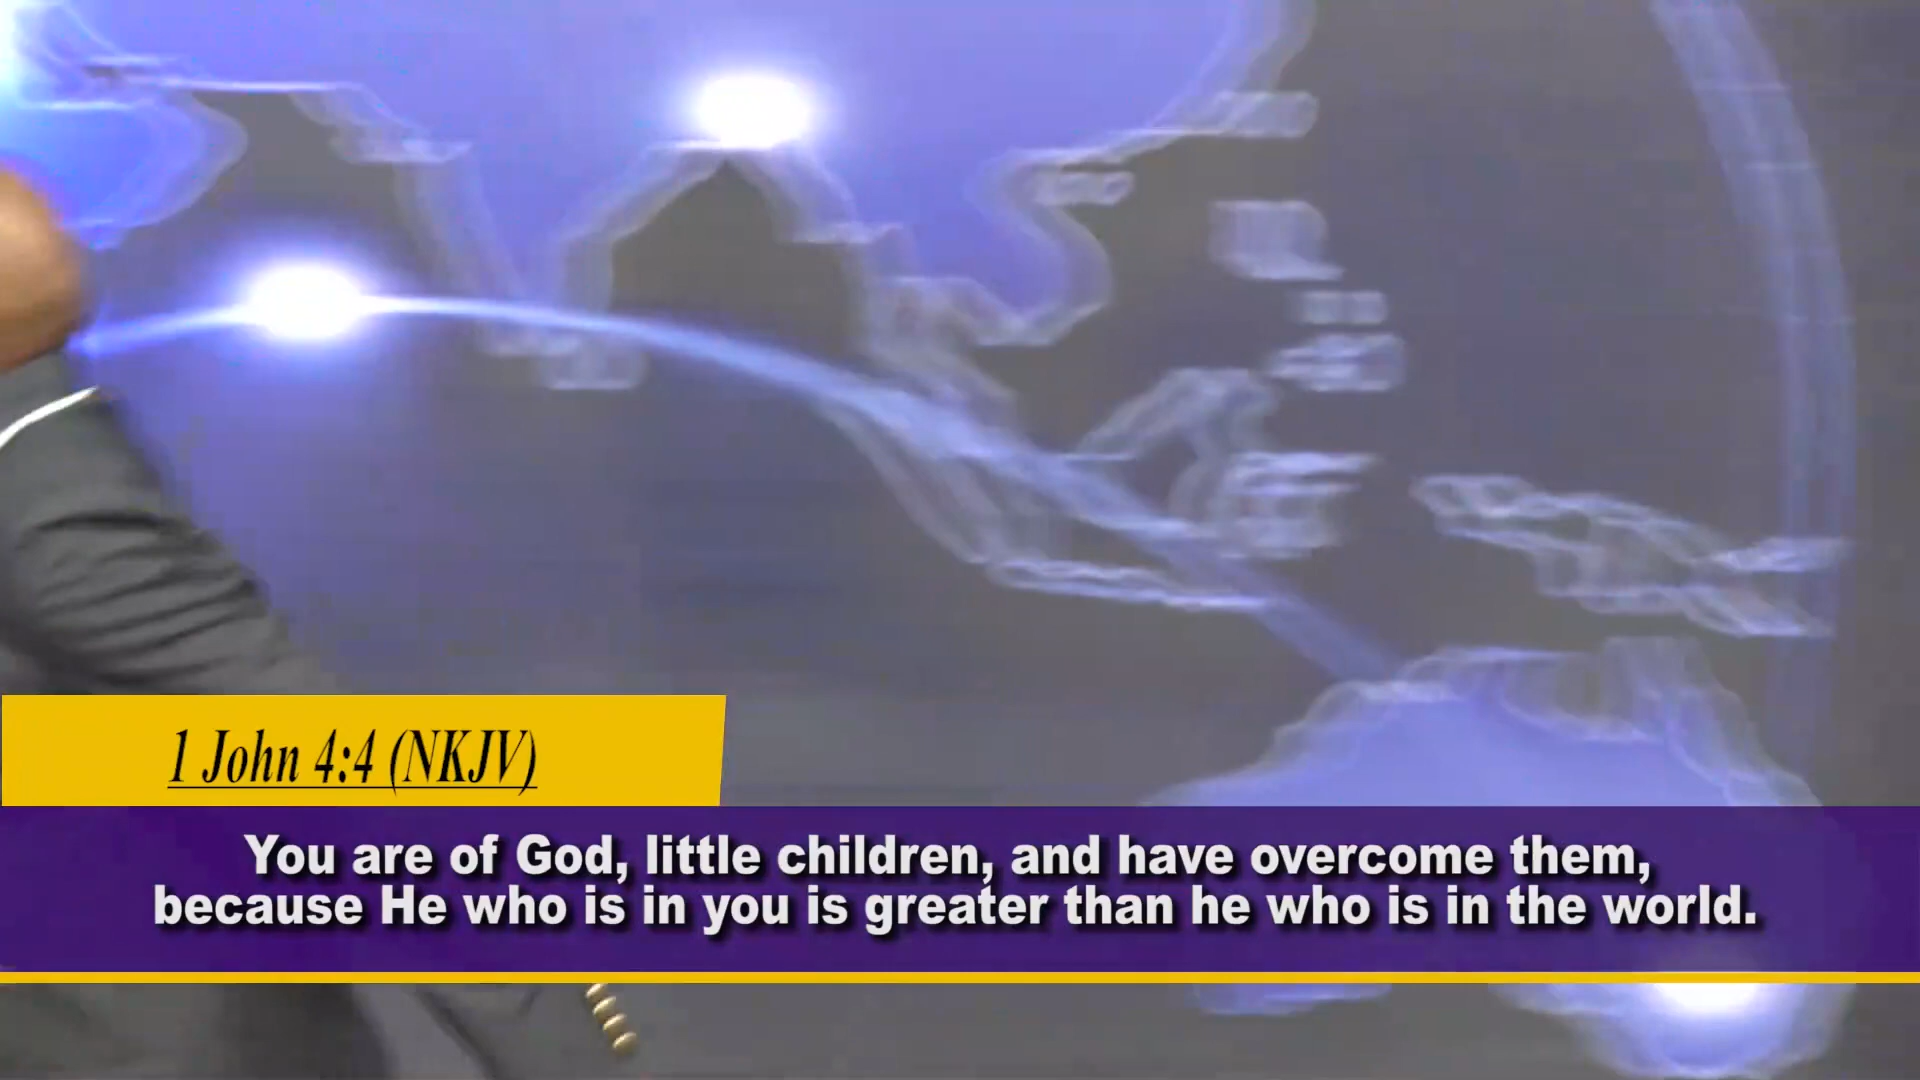 1 John 4:4 (NKJV)
You are of God, little children, and have overcome them,
because He who is in you is greater than he who is in the world.